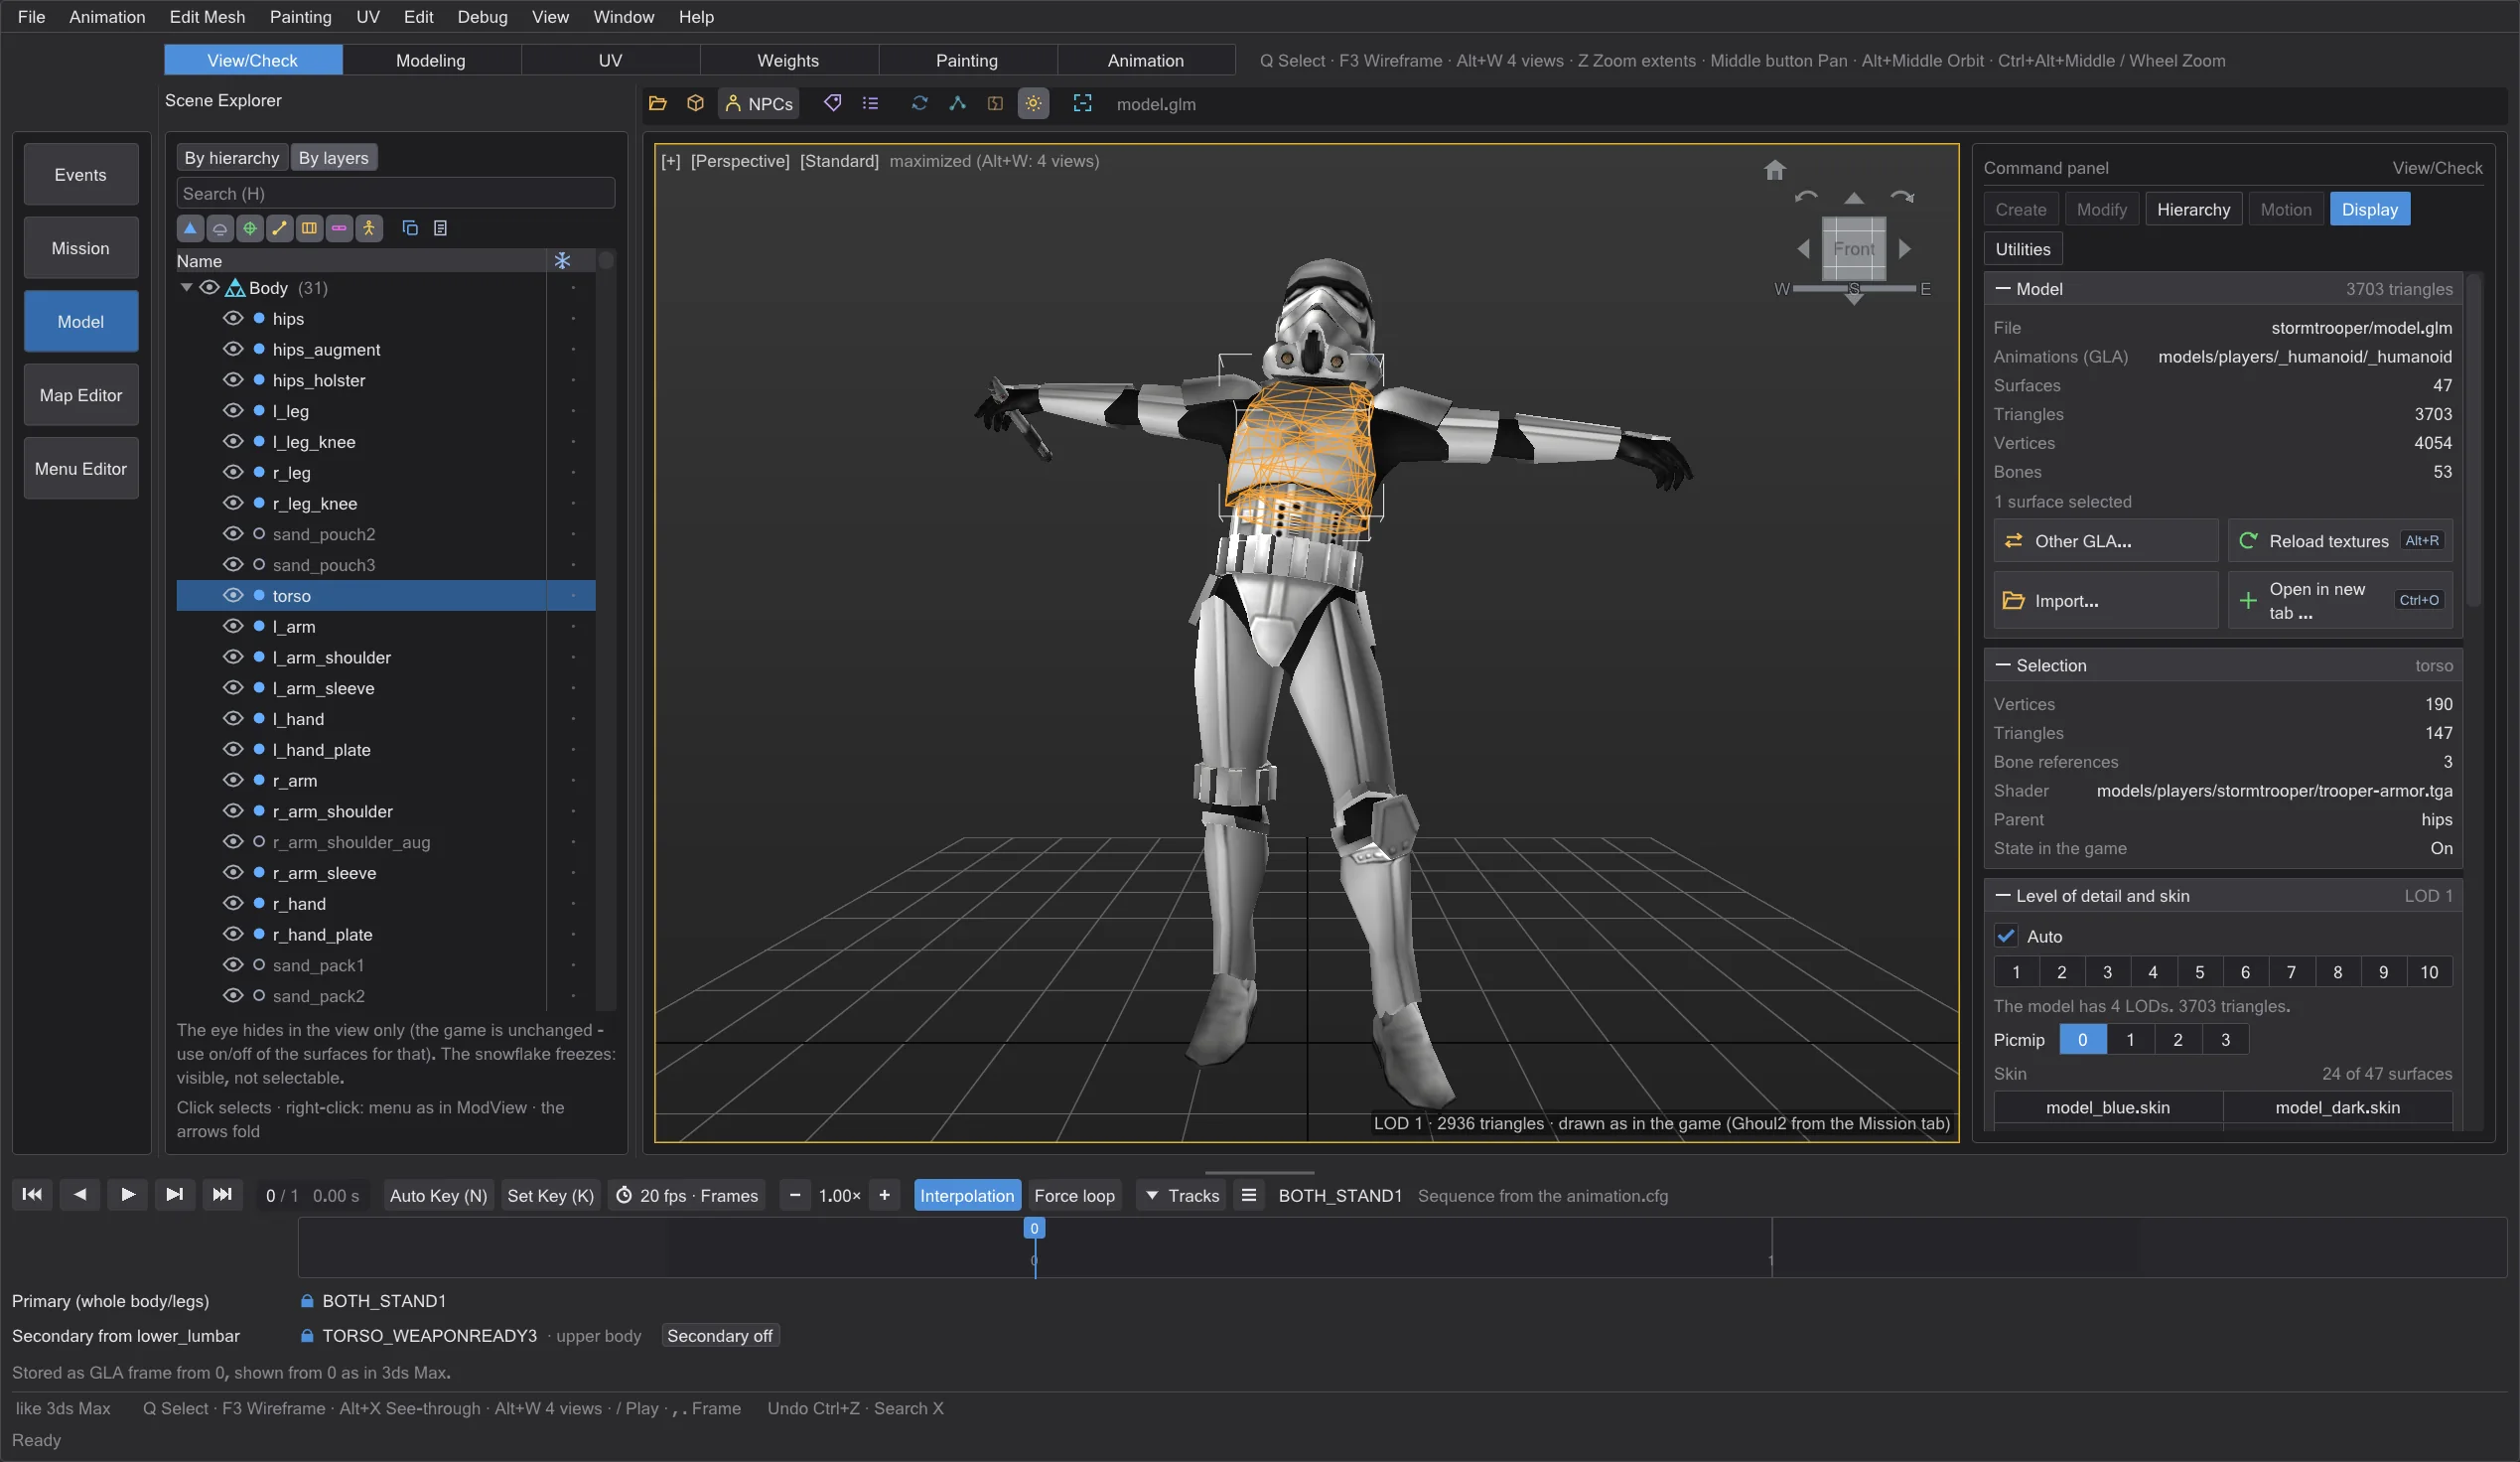 File Animation Edit Mesh Painting UV Edit Debug View Window Help
View/Check Modeling UV Weights Painting Animation Q Select · F3 Wireframe · Alt+W 4 views · Z Zoom extents · Middle button Pan · Alt+Middle Orbit · Ctrl+Alt+Middle / Wheel Zoom
Scene Explorer
NPCs model.glm
Events
Mission
Model
Map Editor
Menu Editor
By hierarchy By layers
Search (H)
Name
Body (31)
hips
hips_augment
hips_holster
l_leg
l_leg_knee
r_leg
r_leg_knee
sand_pouch2
sand_pouch3
torso
l_arm
l_arm_shoulder
l_arm_sleeve
l_hand
l_hand_plate
r_arm
r_arm_shoulder
r_arm_shoulder_aug
r_arm_sleeve
r_hand
r_hand_plate
sand_pack1
sand_pack2
The eye hides in the view only (the game is unchanged -
use on/off of the surfaces for that). The snowflake freezes:
visible, not selectable.
Click selects · right-click: menu as in ModView · the
arrows fold
[+] [Perspective] [Standard] maximized (Alt+W: 4 views)
Front
W S E
LOD 1 · 2936 triangles · drawn as in the game (Ghoul2 from the Mission tab)
Command panel View/Check
Create Modify Hierarchy Motion Display
Utilities
Model 3703 triangles
File stormtrooper/model.glm
Animations (GLA) models/players/_humanoid/_humanoid
Surfaces 47
Triangles 3703
Vertices 4054
Bones 53
1 surface selected
Other GLA... Reload textures Alt+R
Import... Open in new tab ... Ctrl+O
Selection torso
Vertices 190
Triangles 147
Bone references 3
Shader models/players/stormtrooper/trooper-armor.tga
Parent hips
State in the game On
Level of detail and skin LOD 1
Auto
1 2 3 4 5 6 7 8 9 10
The model has 4 LODs. 3703 triangles.
Picmip 0 1 2 3
Skin 24 of 47 surfaces
model_blue.skin model_dark.skin
0 / 1 0.00 s Auto Key (N) Set Key (K) 20 fps · Frames − 1.00× + Interpolation Force loop Tracks BOTH_STAND1 Sequence from the animation.cfg
0
0 1
Primary (whole body/legs) BOTH_STAND1
Secondary from lower_lumbar TORSO_WEAPONREADY3 · upper body Secondary off
Stored as GLA frame from 0, shown from 0 as in 3ds Max.
like 3ds Max Q Select · F3 Wireframe · Alt+X See-through · Alt+W 4 views · / Play · , . Frame Undo Ctrl+Z · Search X
Ready